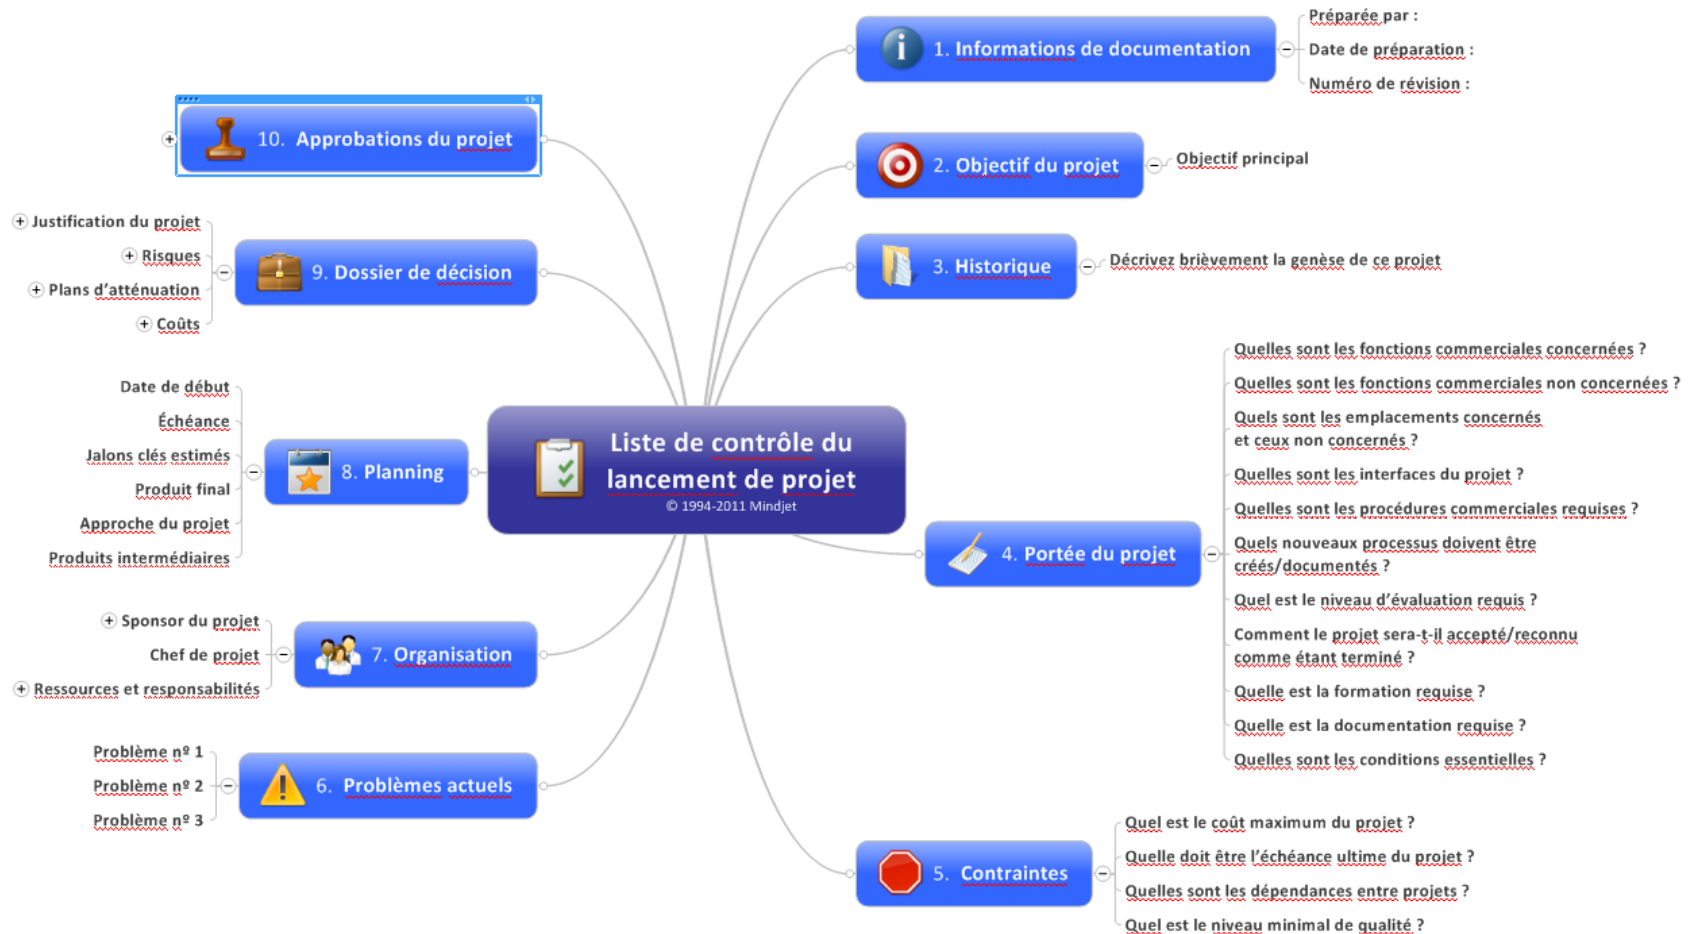 Liste de contrôle du
lancement de projet
© 1994-2011 Mindjet
1. Informations de documentation
Préparée par :
Date de préparation :
Numéro de révision :
2. Objectif du projet
Objectif principal
3. Historique
Décrivez brièvement la genèse de ce projet
4. Portée du projet
Quelles sont les fonctions commerciales concernées ?
Quelles sont les fonctions commerciales non concernées ?
Quels sont les emplacements concernés
et ceux non concernés ?
Quelles sont les interfaces du projet ?
Quelles sont les procédures commerciales requises ?
Quels nouveaux processus doivent être
créés/documentés ?
Quel est le niveau d’évaluation requis ?
Comment le projet sera-t-il accepté/reconnu
comme étant terminé ?
Quelle est la formation requise ?
Quelle est la documentation requise ?
Quelles sont les conditions essentielles ?
5. Contraintes
Quel est le coût maximum du projet ?
Quelle doit être l’échéance ultime du projet ?
Quelles sont les dépendances entre projets ?
Quel est le niveau minimal de qualité ?
6. Problèmes actuels
Problème nº 1
Problème nº 2
Problème nº 3
7. Organisation
Sponsor du projet
Chef de projet
Ressources et responsabilités
8. Planning
Date de début
Échéance
Jalons clés estimés
Produit final
Approche du projet
Produits intermédiaires
9. Dossier de décision
Justification du projet
Risques
Plans d’atténuation
Coûts
10. Approbations du projet